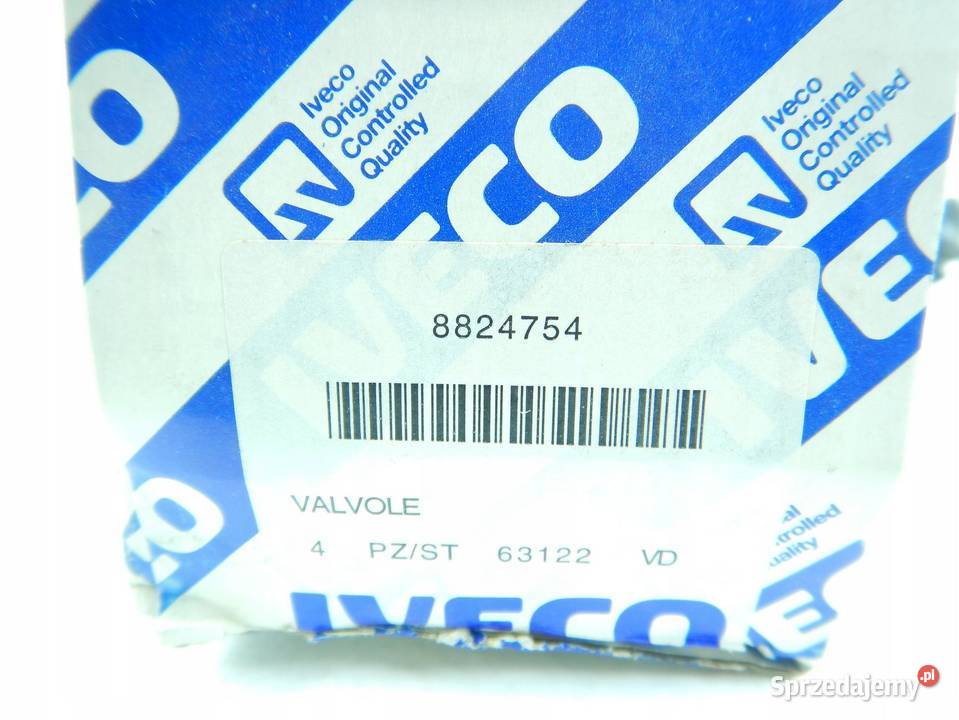 Iveco
Original
Controlled
Quality
Iveco
Original
Controlled
Quality
IVECO
8824754
VALVOLE
4 PZ/ST 63122 VD
IVECO
Sprzedajemy.pl